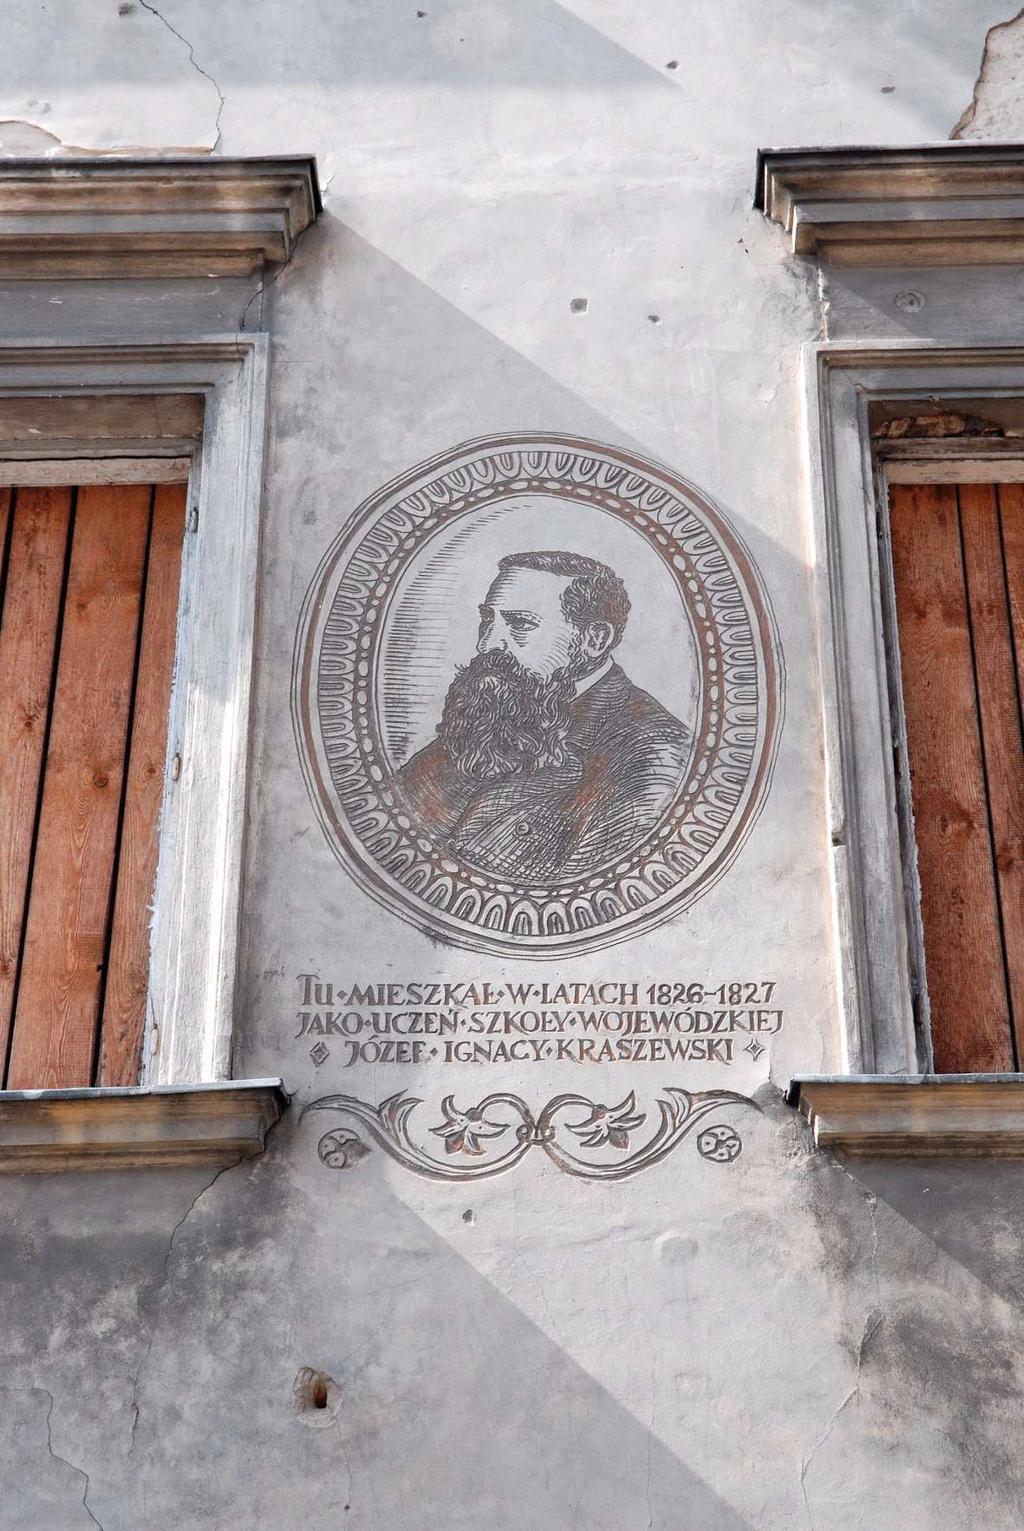 TU·MIESZKAŁ·W·LATACH 1826–1827
JAKO·UCZEŃ·SZKOŁY·WOJEWÓDZKIEJ
JÓZEF·IGNACY·KRASZEWSKI